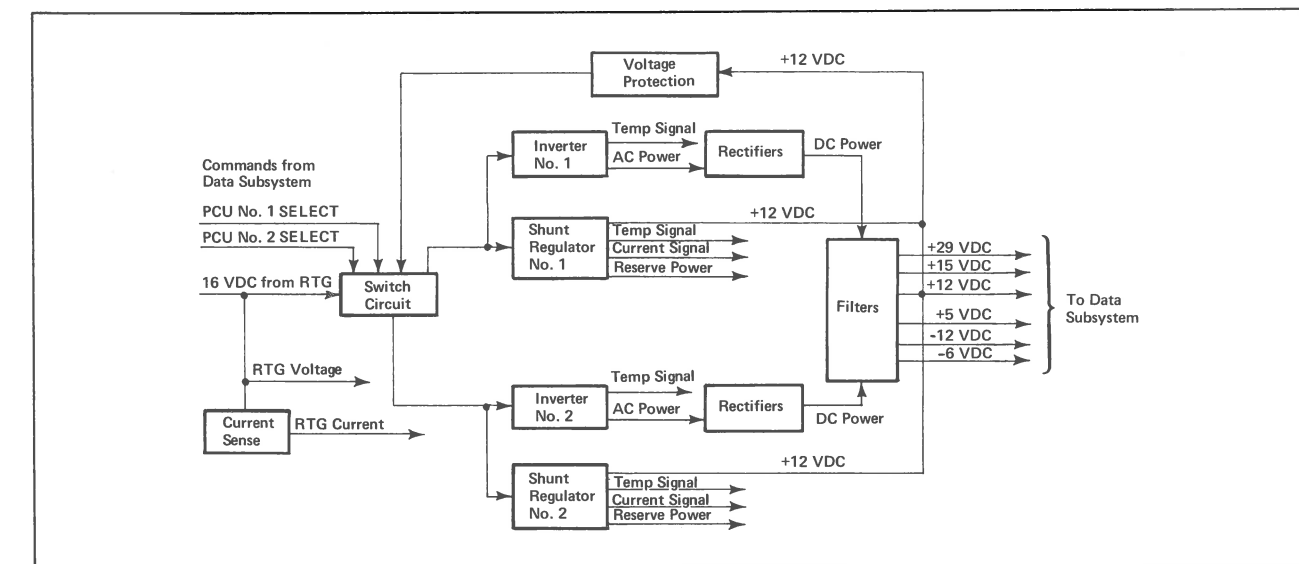 +12 VDC
Voltage
Protection
Temp Signal
Inverter
No. 1
AC Power
Rectifiers
DC Power
Commands from
Data Subsystem
PCU No. 1 SELECT
PCU No. 2 SELECT
+12 VDC
Shunt
Regulator
No. 1
Temp Signal
Current Signal
Reserve Power
16 VDC from RTG
Switch
Circuit
Filters
+29 VDC
+15 VDC
+12 VDC
+5 VDC
-12 VDC
-6 VDC
To Data
Subsystem
RTG Voltage
Current
Sense
RTG Current
Temp Signal
Inverter
No. 2
AC Power
Rectifiers
DC Power
+12 VDC
Shunt
Regulator
No. 2
Temp Signal
Current Signal
Reserve Power